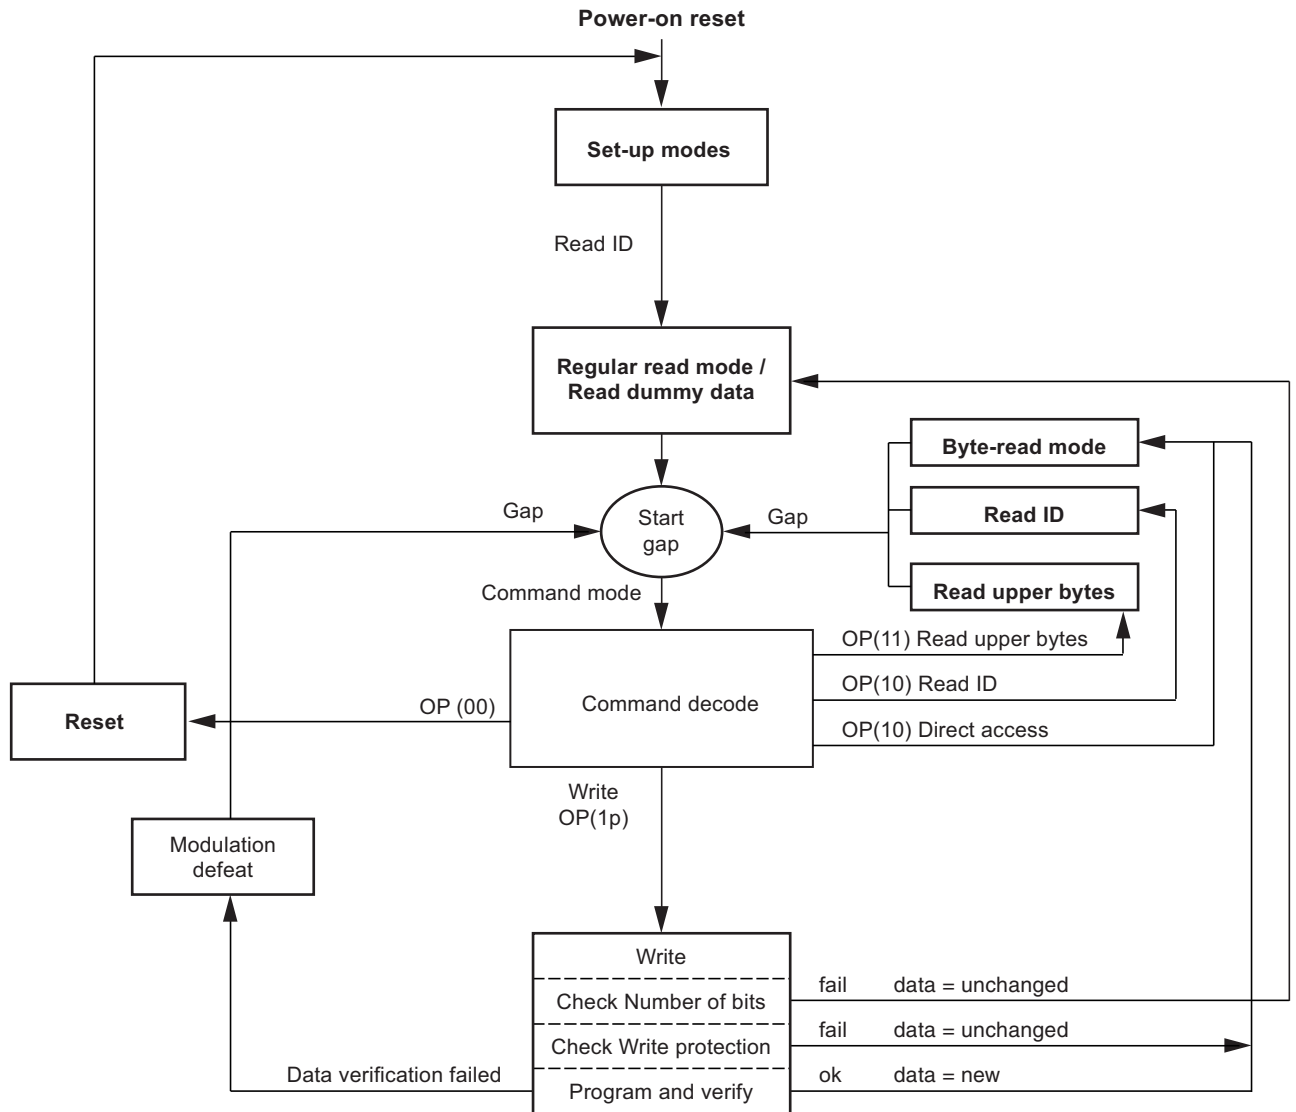 Power-on reset
Set-up modes
Read ID
Regular read mode /
Read dummy data
Byte-read mode
Gap
Start
gap
Gap
Read ID
Command mode
Read upper bytes
OP(11) Read upper bytes
OP(10) Read ID
OP (00)
Command decode
Reset
OP(10) Direct access
Write
OP(1p)
Modulation
defeat
Write
Check Number of bits
fail data = unchanged
Check Write protection
fail data = unchanged
Data verification failed
Program and verify
ok data = new